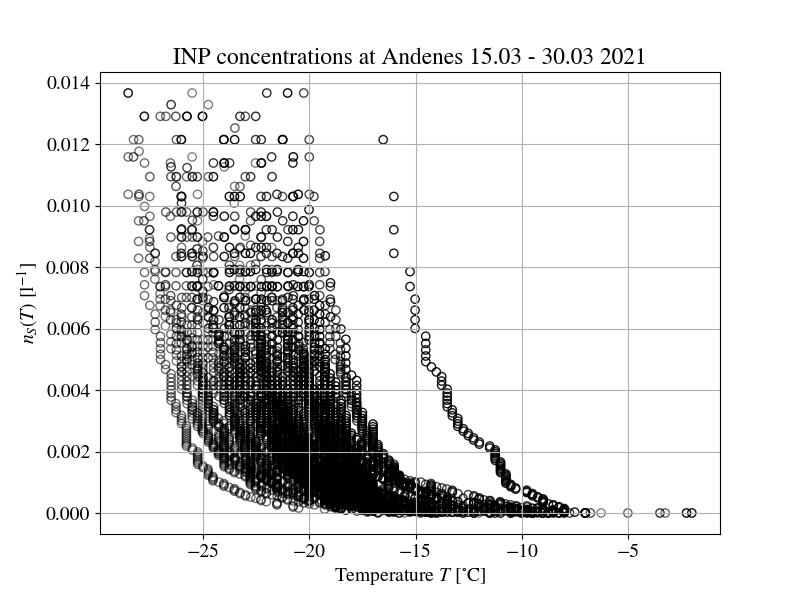 INP concentrations at Andenes 15.03 - 30.03 2021
0.014
0.012
0.010
0.008
0.006
0.004
0.002
0.000
n_S(T) [l⁻¹]
−25 −20 −15 −10 −5
Temperature T [˚C]